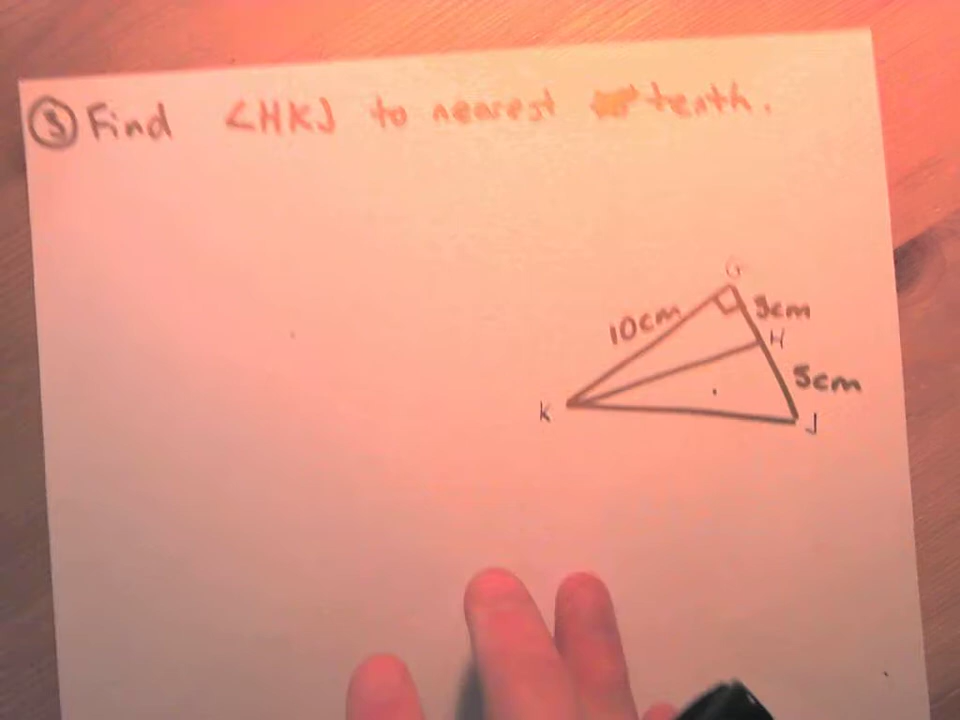 ③ Find ∠HKJ to nearest tenth.
G
10cm
3cm
H
5cm
K
J